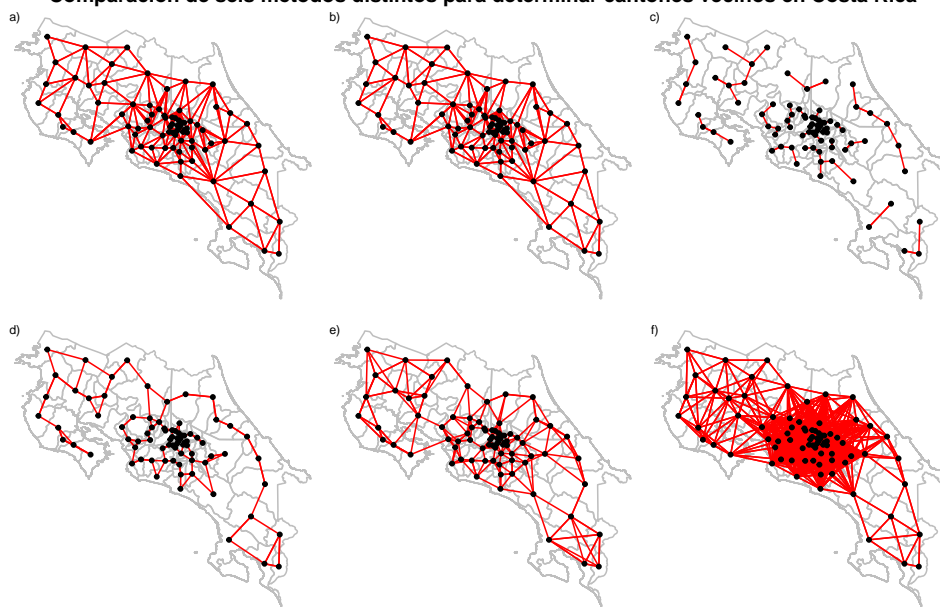 Comparación de seis métodos distintos para determinar cantones vecinos en Costa Rica
a)
b)
c)
d)
e)
f)